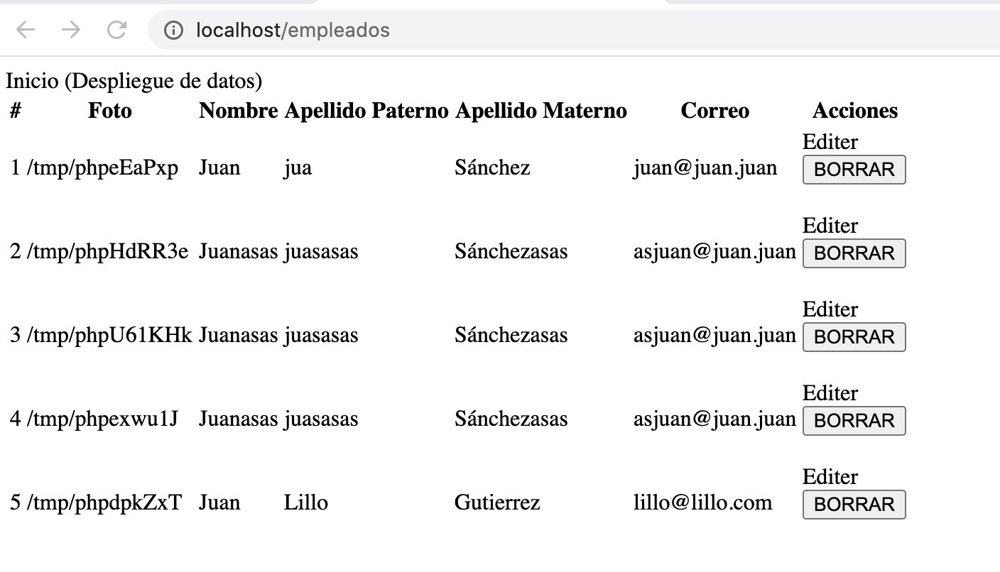 localhost/empleados
Inicio (Despliegue de datos)
# Foto Nombre Apellido Paterno Apellido Materno Correo Acciones
1 /tmp/phpeEaPxp Juan jua Sánchez juan@juan.juan Editer
BORRAR
2 /tmp/phpHdRR3e Juanasas juasasas Sánchezasas asjuan@juan.juan Editer
BORRAR
3 /tmp/phpU61KHk Juanasas juasasas Sánchezasas asjuan@juan.juan Editer
BORRAR
4 /tmp/phpexwu1J Juanasas juasasas Sánchezasas asjuan@juan.juan Editer
BORRAR
5 /tmp/phpdpkZxT Juan Lillo Gutierrez lillo@lillo.com Editer
BORRAR